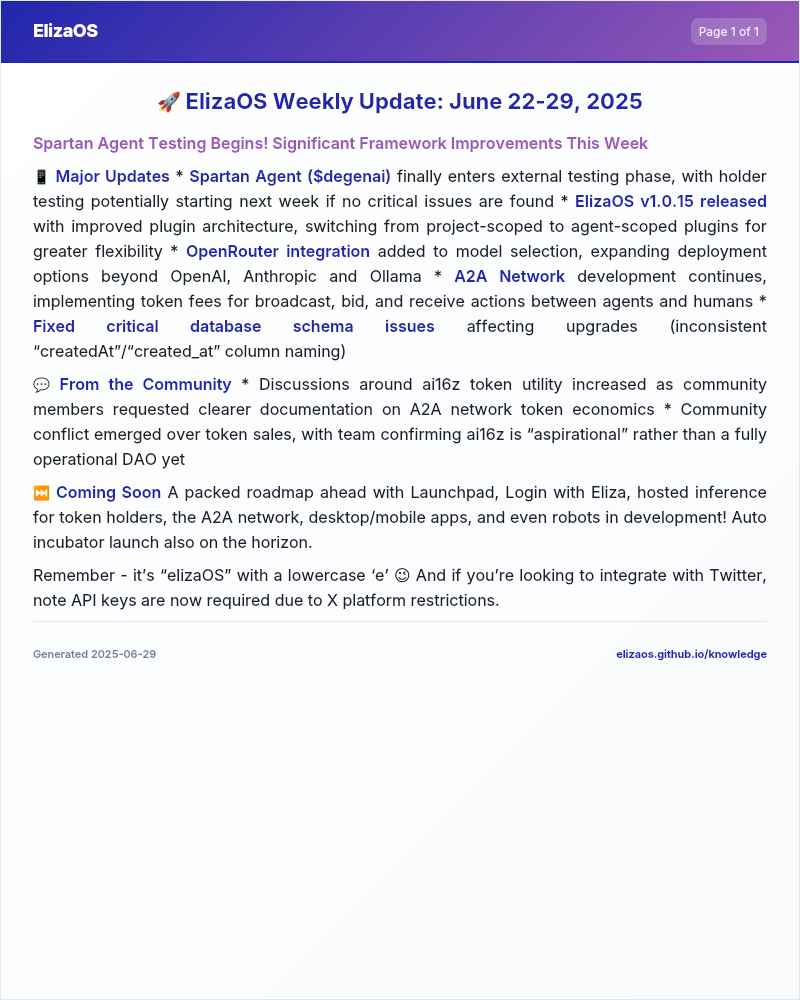 ElizaOS
Page 1 of 1
🚀 ElizaOS Weekly Update: June 22-29, 2025
Spartan Agent Testing Begins! Significant Framework Improvements This Week
📱 Major Updates * Spartan Agent ($degenai) finally enters external testing phase, with holder
testing potentially starting next week if no critical issues are found * ElizaOS v1.0.15 released
with improved plugin architecture, switching from project-scoped to agent-scoped plugins for
greater flexibility * OpenRouter integration added to model selection, expanding deployment
options beyond OpenAI, Anthropic and Ollama * A2A Network development continues,
implementing token fees for broadcast, bid, and receive actions between agents and humans *
Fixed critical database schema issues affecting upgrades (inconsistent
“createdAt”/“created_at” column naming)
💬 From the Community * Discussions around ai16z token utility increased as community
members requested clearer documentation on A2A network token economics * Community
conflict emerged over token sales, with team confirming ai16z is “aspirational” rather than a fully
operational DAO yet
⏭️ Coming Soon A packed roadmap ahead with Launchpad, Login with Eliza, hosted inference
for token holders, the A2A network, desktop/mobile apps, and even robots in development! Auto
incubator launch also on the horizon.
Remember - it’s “elizaOS” with a lowercase ‘e’ 😉 And if you’re looking to integrate with Twitter,
note API keys are now required due to X platform restrictions.
Generated 2025-06-29
elizaos.github.io/knowledge